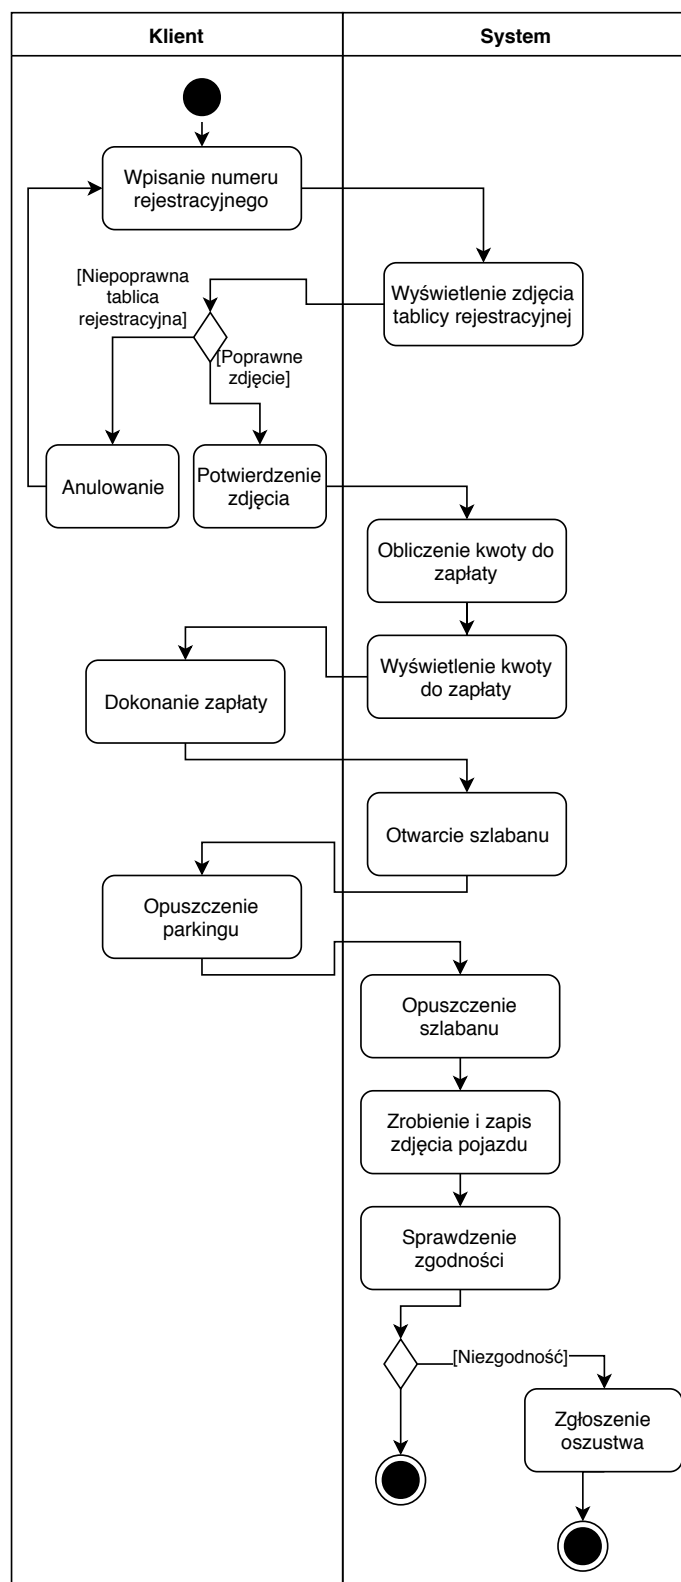 Klient
System
Wpisanie numeru
rejestracyjnego
[Niepoprawna
tablica
rejestracyjna]
Wyświetlenie zdjęcia
tablicy rejestracyjnej
[Poprawne
zdjęcie]
Anulowanie
Potwierdzenie
zdjęcia
Obliczenie kwoty do
zapłaty
Wyświetlenie kwoty
do zapłaty
Dokonanie zapłaty
Otwarcie szlabanu
Opuszczenie
parkingu
Opuszczenie
szlabanu
Zrobienie i zapis
zdjęcia pojazdu
Sprawdzenie
zgodności
[Niezgodność]
Zgłoszenie
oszustwa